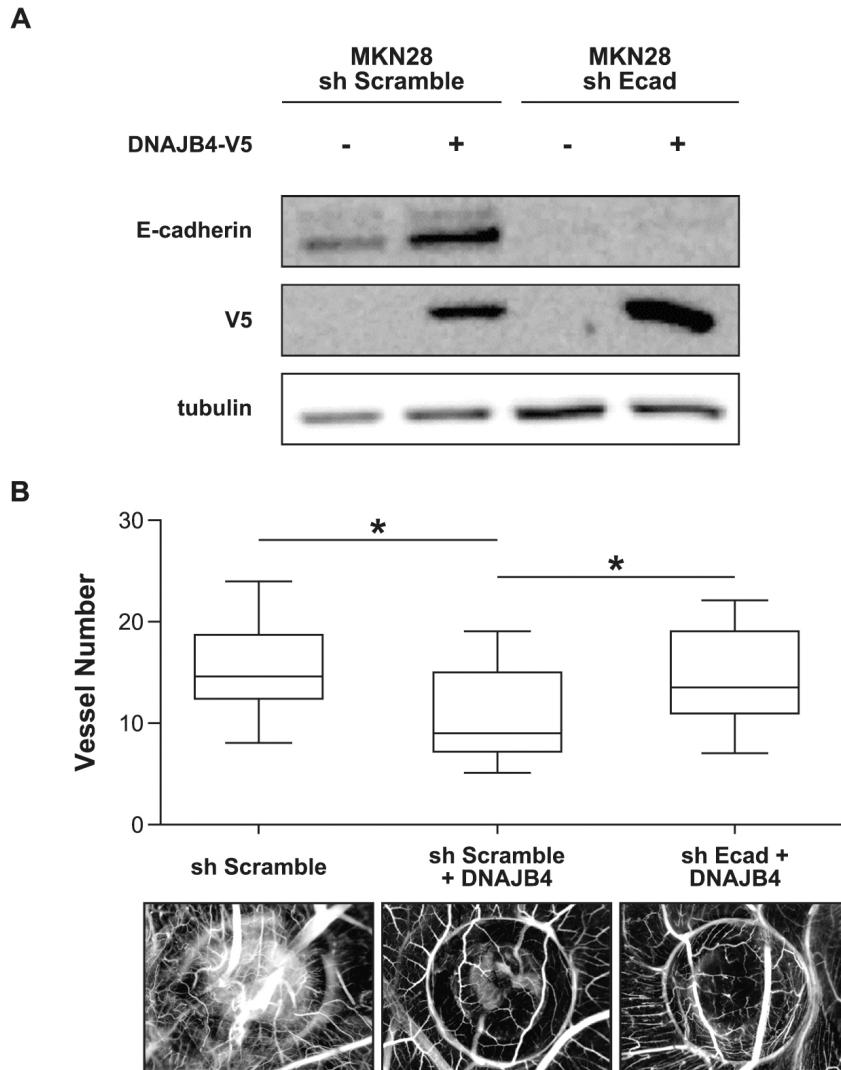 A
MKN28
sh Scramble
MKN28
sh Ecad
DNAJB4-V5 - + - +
E-cadherin
V5
tubulin
B
Vessel Number
30
20
10
0
*
*
sh Scramble
sh Scramble
+ DNAJB4
sh Ecad +
DNAJB4